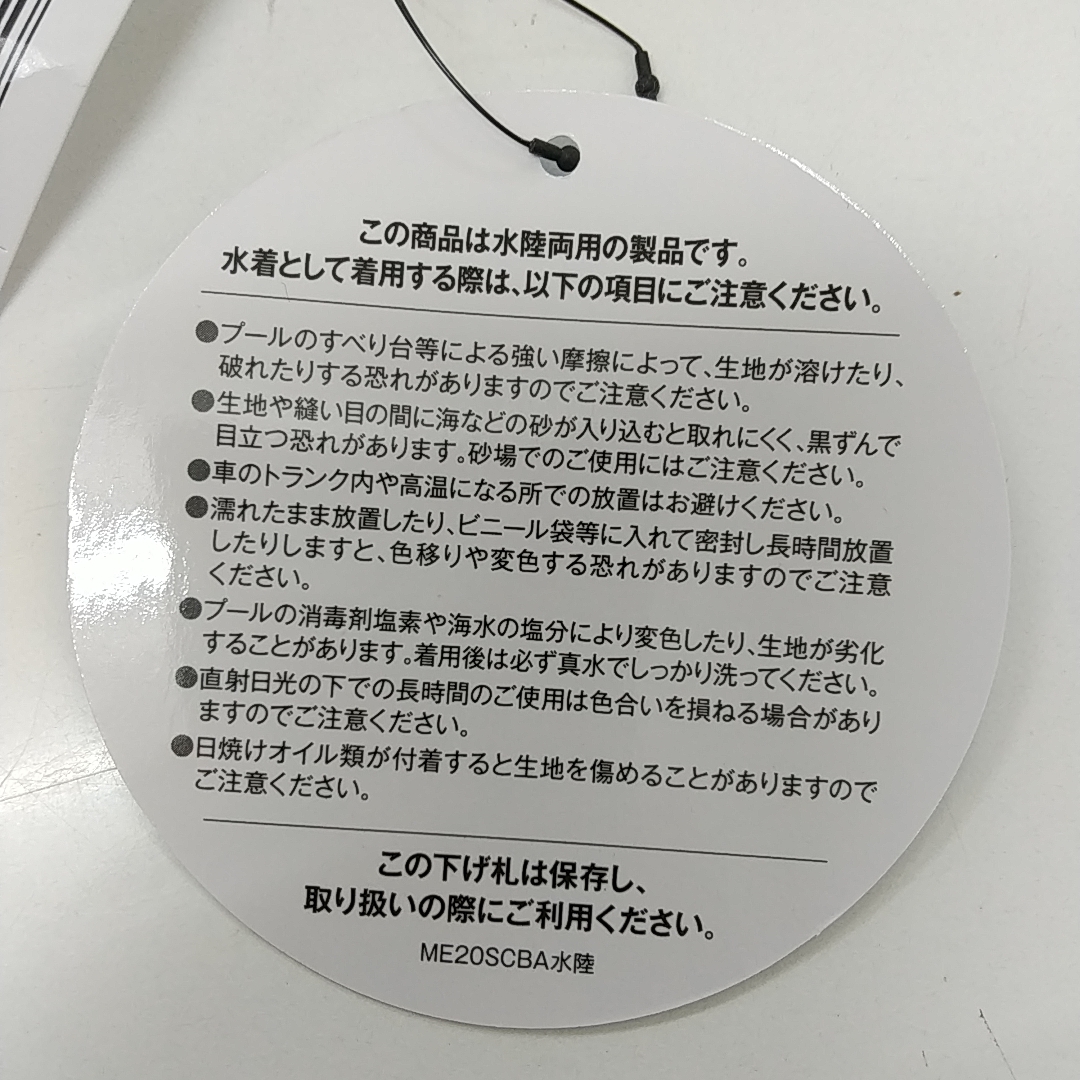 この商品は水陸両用の製品です。
水着として着用する際は、以下の項目にご注意ください。
●プールのすべり台等による強い摩擦によって、生地が溶けたり、
破れたりする恐れがありますのでご注意ください。
●生地や縫い目の間に海などの砂が入り込むと取れにくく、黒ずんで
目立つ恐れがあります。砂場でのご使用にはご注意ください。
●車のトランク内や高温になる所での放置はお避けください。
●濡れたまま放置したり、ビニール袋等に入れて密封し長時間放置
したりしますと、色移りや変色する恐れがありますのでご注意
ください。
●プールの消毒剤塩素や海水の塩分により変色したり、生地が劣化
することがあります。着用後は必ず真水でしっかり洗ってください。
●直射日光の下での長時間のご使用は色合いを損ねる場合があり
ますのでご注意ください。
●日焼けオイル類が付着すると生地を傷めることがありますので
ご注意ください。
この下げ札は保存し、
取り扱いの際にご利用ください。
ME20SCBA水陸